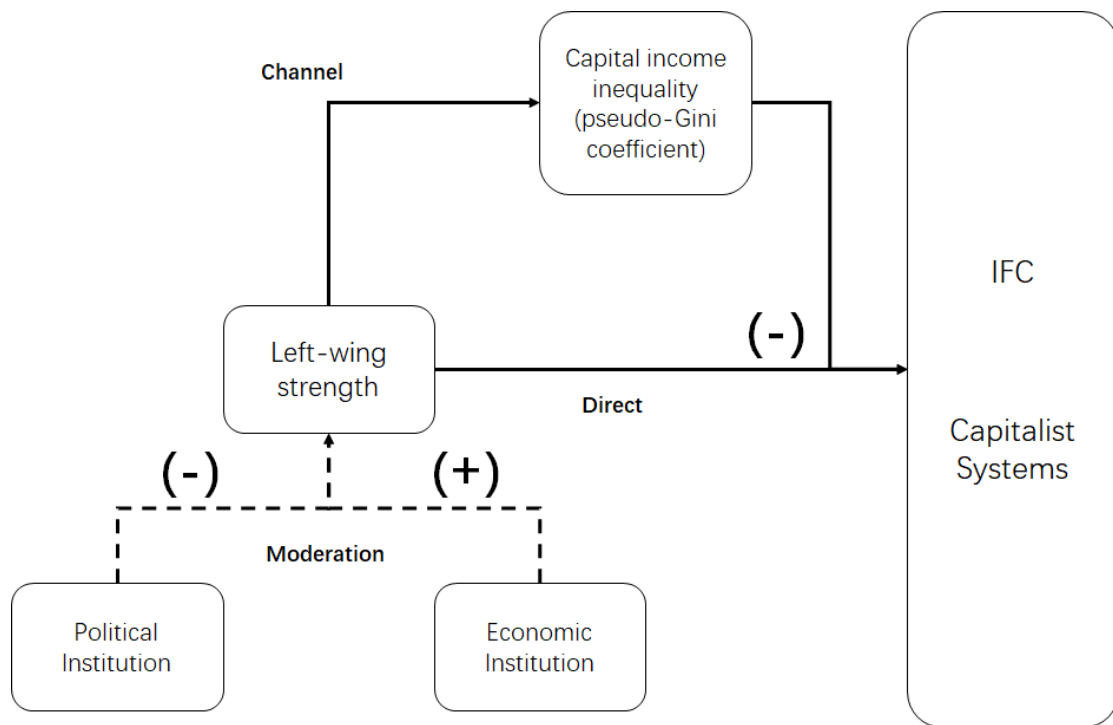 Channel
Capital income
inequality
(pseudo-Gini
coefficient)
IFC
Capitalist
Systems
Left-wing
strength
(-)
Direct
(-)
(+)
Moderation
Political
Institution
Economic
Institution